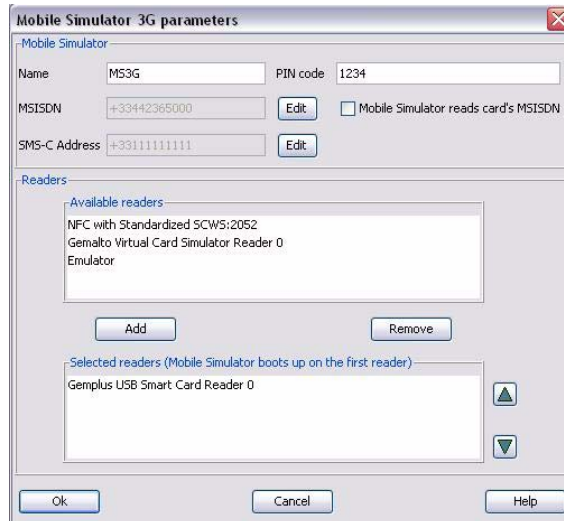 Mobile Simulator 3G parameters
Mobile Simulator
Name MS3G PIN code 1234
MSISDN +33442365000 Edit Mobile Simulator reads card's MSISDN
SMS-C Address +33111111111 Edit
Readers
Available readers
NFC with Standardized SCWS:2052
Gemalto Virtual Card Simulator Reader 0
Emulator
Add Remove
Selected readers (Mobile Simulator boots up on the first reader)
Gemplus USB Smart Card Reader 0
Ok Cancel Help